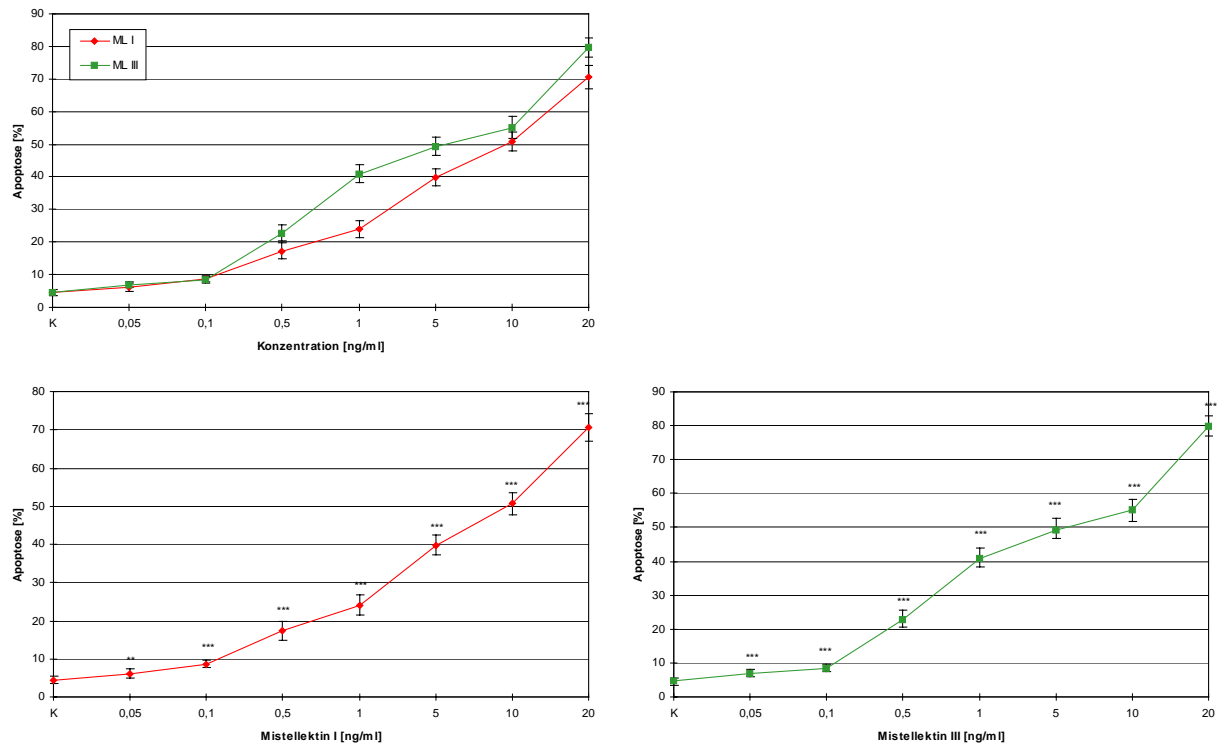 90
80
70
60
50
40
30
20
10
0
Apoptose [%]
ML I
ML III
K 0,05 0,1 0,5 1 5 10 20
Konzentration [ng/ml]
80
70
60
50
40
30
20
10
0
Apoptose [%]
** *** *** *** *** *** ***
K 0,05 0,1 0,5 1 5 10 20
Mistellektin I [ng/ml]
90
80
70
60
50
40
30
20
10
0
Apoptose [%]
*** *** *** *** *** *** ***
K 0,05 0,1 0,5 1 5 10 20
Mistellektin III [ng/ml]